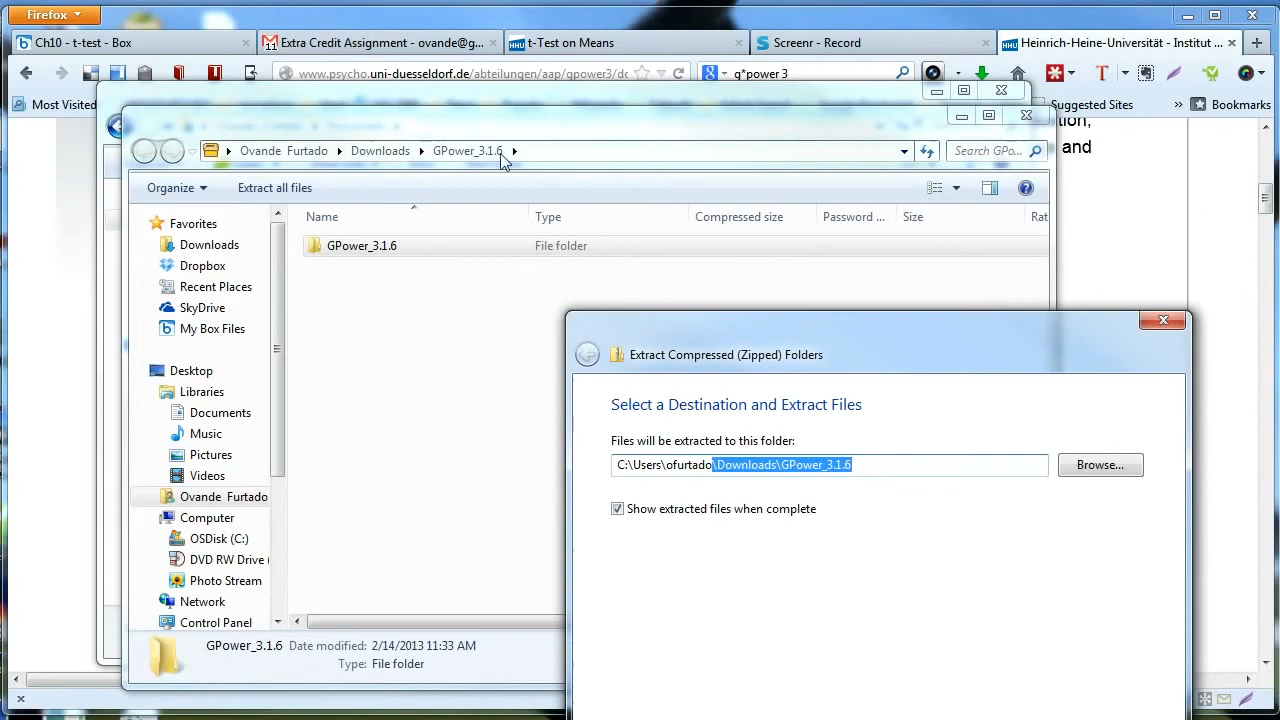 Firefox
Ch10 - t-test - Box
Extra Credit Assignment - ovande@g...
t-Test on Means
Screenr - Record
Heinrich-Heine-Universität - Institut ...
www.psycho.uni-duesseldorf.de/abteilungen/aap/gpower3/dc
g*power 3
Most Visited
Suggested Sites
Bookmarks
and
Ovande Furtado
Downloads
GPower_3.1.6
Search GPo...
Organize
Extract all files
Name
Type
Compressed size
Password ...
Size
Rat
GPower_3.1.6
File folder
Favorites
Downloads
Dropbox
Recent Places
SkyDrive
My Box Files
Desktop
Libraries
Documents
Music
Pictures
Videos
Ovande Furtado
Computer
OSDisk (C:)
DVD RW Drive (
Photo Stream
Network
Control Panel
GPower_3.1.6 Date modified: 2/14/2013 11:33 AM
Type: File folder
Extract Compressed (Zipped) Folders
Select a Destination and Extract Files
Files will be extracted to this folder:
C:\Users\ofurtado\Downloads\GPower_3.1.6
Browse...
Show extracted files when complete